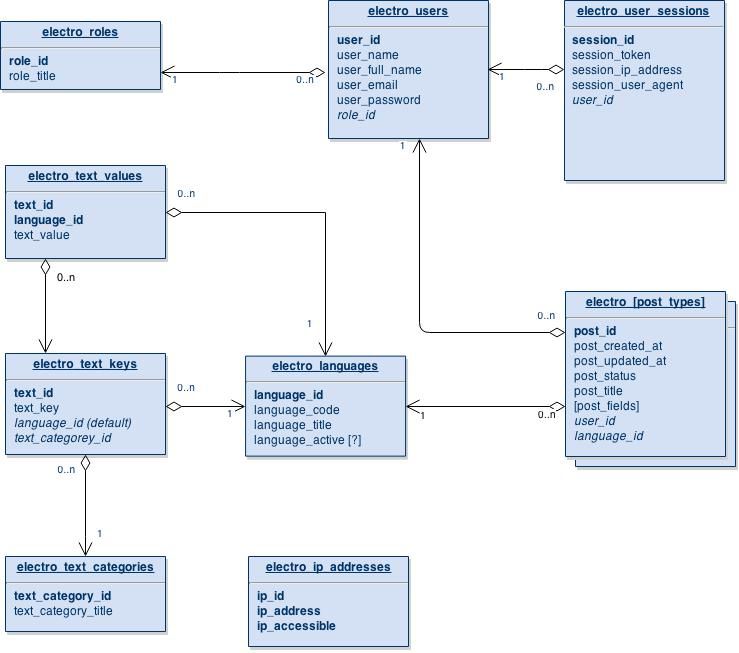 electro_roles
role_id
role_title
electro_users
user_id
user_name
user_full_name
user_email
user_password
role_id
electro_user_sessions
session_id
session_token
session_ip_address
session_user_agent
user_id
1
0..n
1
0..n
1
electro_text_values
text_id
language_id
text_value
0..n
0..n
1
electro_text_keys
text_id
text_key
language_id (default)
text_categorey_id
0..n
1
electro_languages
language_id
language_code
language_title
language_active [?]
1
0..n
0..n
electro_[post_types]
post_id
post_created_at
post_updated_at
post_status
post_title
[post_fields]
user_id
language_id
0..n
1
electro_text_categories
text_category_id
text_category_title
electro_ip_addresses
ip_id
ip_address
ip_accessible